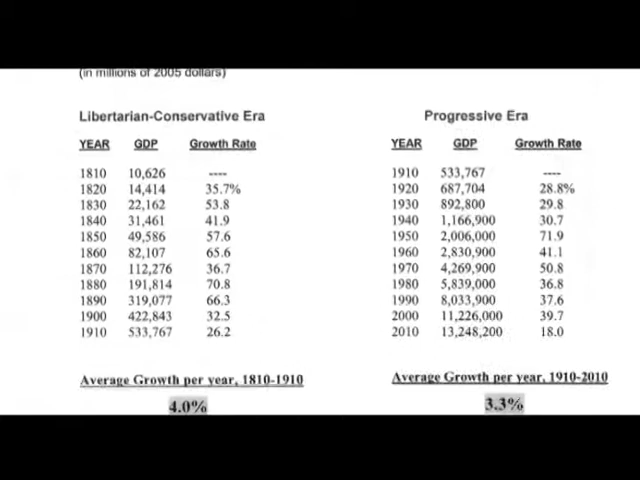 (in millions of 2005 dollars)
Libertarian-Conservative Era
YEAR GDP Growth Rate
1810 10,626 ----
1820 14,414 35.7%
1830 22,162 53.8
1840 31,461 41.9
1850 49,586 57.6
1860 82,107 65.6
1870 112,276 36.7
1880 191,814 70.8
1890 319,077 66.3
1900 422,843 32.5
1910 533,767 26.2
Average Growth per year, 1810-1910
4.0%
Progressive Era
YEAR GDP Growth Rate
1910 533,767 ----
1920 687,704 28.8%
1930 892,800 29.8
1940 1,166,900 30.7
1950 2,006,000 71.9
1960 2,830,900 41.1
1970 4,269,900 50.8
1980 5,839,000 36.8
1990 8,033,900 37.6
2000 11,226,000 39.7
2010 13,248,200 18.0
Average Growth per year, 1910-2010
3.3%